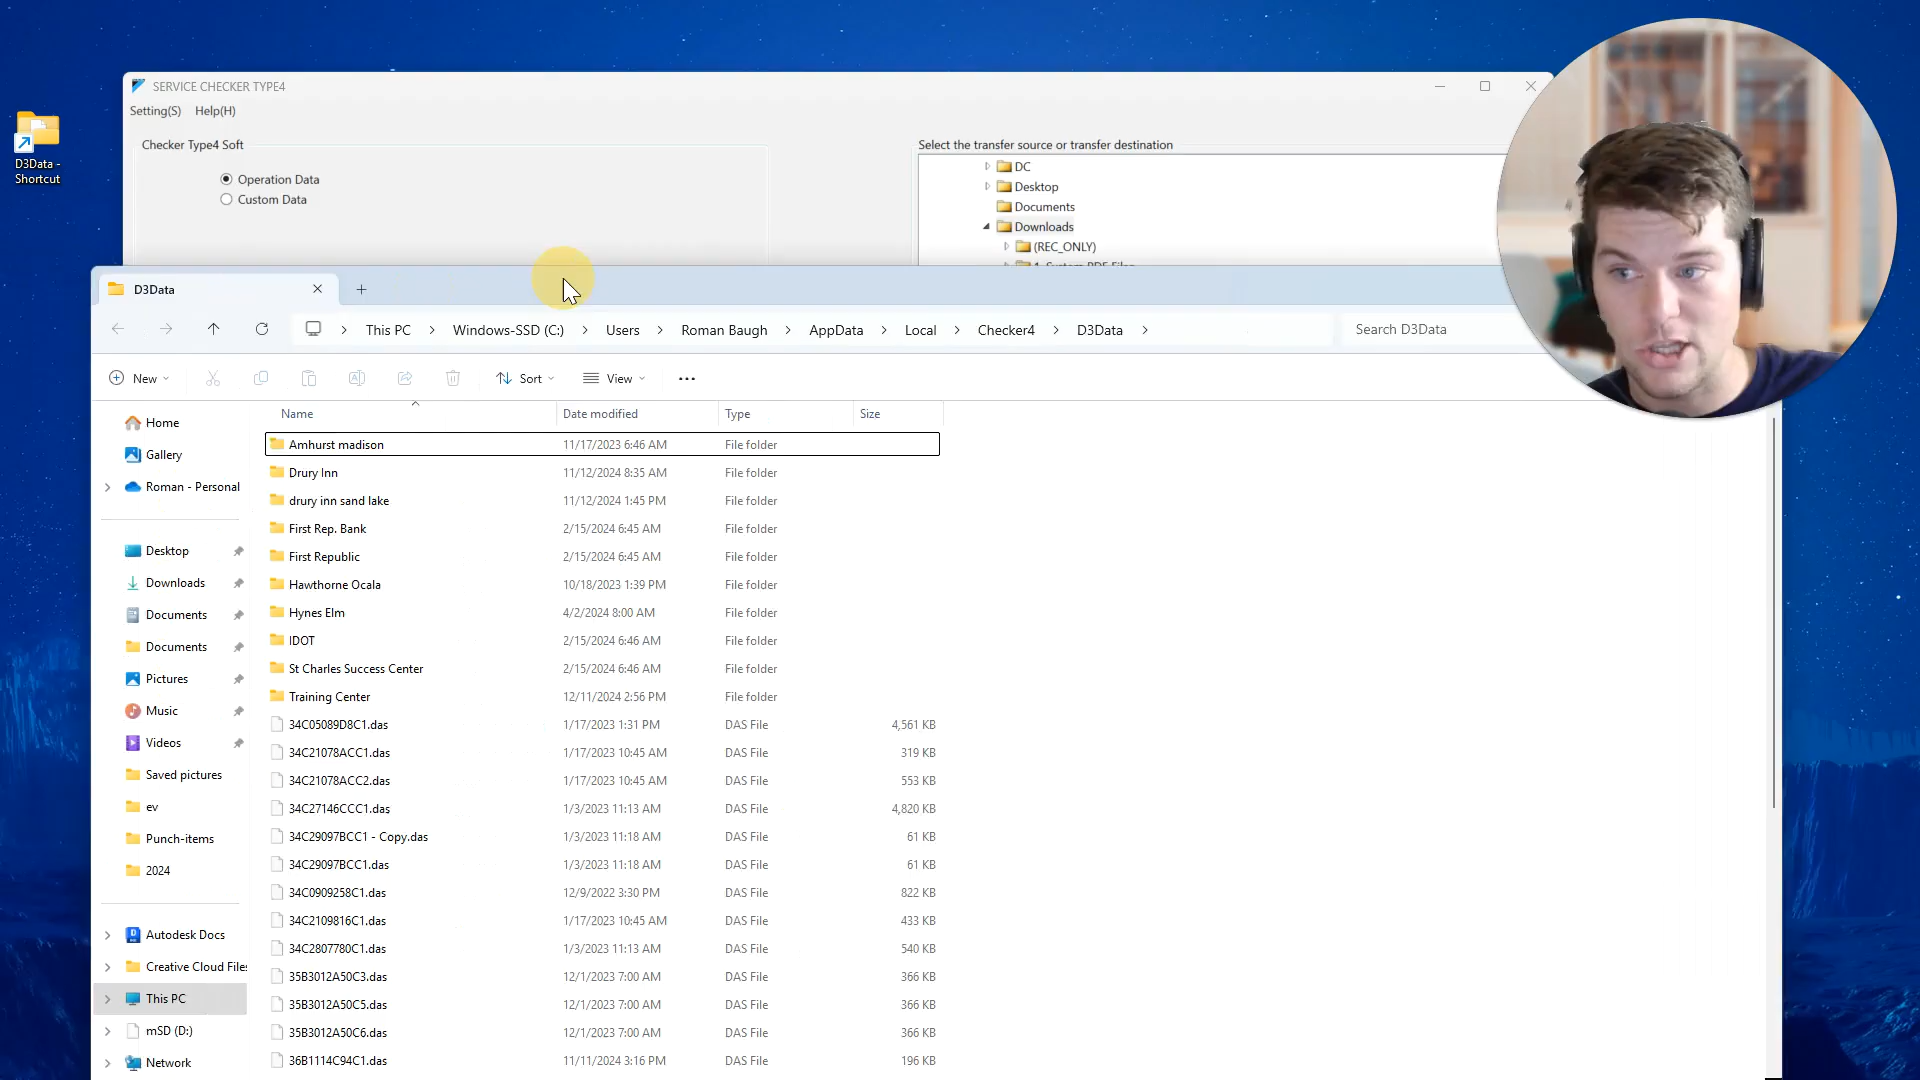 SERVICE CHECKER TYPE4
Setting(S) Help(H)
Checker Type4 Soft
Operation Data
Custom Data
Select the transfer source or transfer destination
DC
Desktop
Documents
Downloads
(REC_ONLY)
D3Data -
Shortcut
D3Data
This PC > Windows-SSD (C:) > Users > Roman Baugh > AppData > Local > Checker4 > D3Data >
Search D3Data
New Sort View
Home
Gallery
Roman - Personal
Desktop
Downloads
Documents
Documents
Pictures
Music
Videos
Saved pictures
ev
Punch-items
2024
Autodesk Docs
Creative Cloud Files
This PC
mSD (D:)
Network
Name Date modified Type Size
Amhurst madison 11/17/2023 6:46 AM File folder
Drury Inn 11/12/2024 8:35 AM File folder
drury inn sand lake 11/12/2024 1:45 PM File folder
First Rep. Bank 2/15/2024 6:45 AM File folder
First Republic 2/15/2024 6:45 AM File folder
Hawthorne Ocala 10/18/2023 1:39 PM File folder
Hynes Elm 4/2/2024 8:00 AM File folder
IDOT 2/15/2024 6:46 AM File folder
St Charles Success Center 2/15/2024 6:46 AM File folder
Training Center 12/11/2024 2:56 PM File folder
34C05089D8C1.das 1/17/2023 1:31 PM DAS File 4,561 KB
34C21078ACC1.das 1/17/2023 10:45 AM DAS File 319 KB
34C21078ACC2.das 1/17/2023 10:45 AM DAS File 553 KB
34C27146CCC1.das 1/3/2023 11:13 AM DAS File 4,820 KB
34C29097BCC1 - Copy.das 1/3/2023 11:18 AM DAS File 61 KB
34C29097BCC1.das 1/3/2023 11:18 AM DAS File 61 KB
34C0909258C1.das 12/9/2022 3:30 PM DAS File 822 KB
34C2109816C1.das 1/17/2023 10:45 AM DAS File 433 KB
34C2807780C1.das 1/3/2023 11:13 AM DAS File 540 KB
35B3012A50C3.das 12/1/2023 7:00 AM DAS File 366 KB
35B3012A50C5.das 12/1/2023 7:00 AM DAS File 366 KB
35B3012A50C6.das 12/1/2023 7:00 AM DAS File 366 KB
36B1114C94C1.das 11/11/2024 3:16 PM DAS File 196 KB